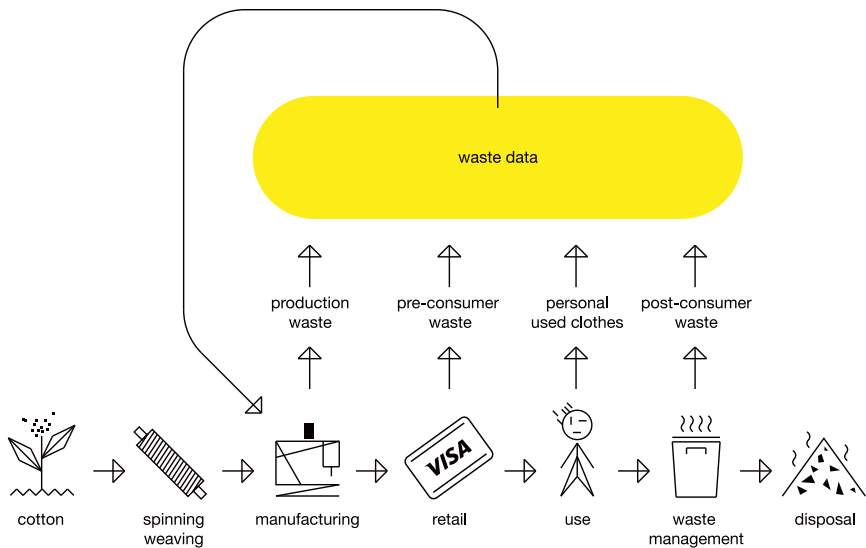 waste data
production
waste
pre-consumer
waste
personal
used clothes
post-consumer
waste
VISA
cotton
spinning
weaving
manufacturing
retail
use
waste
management
disposal